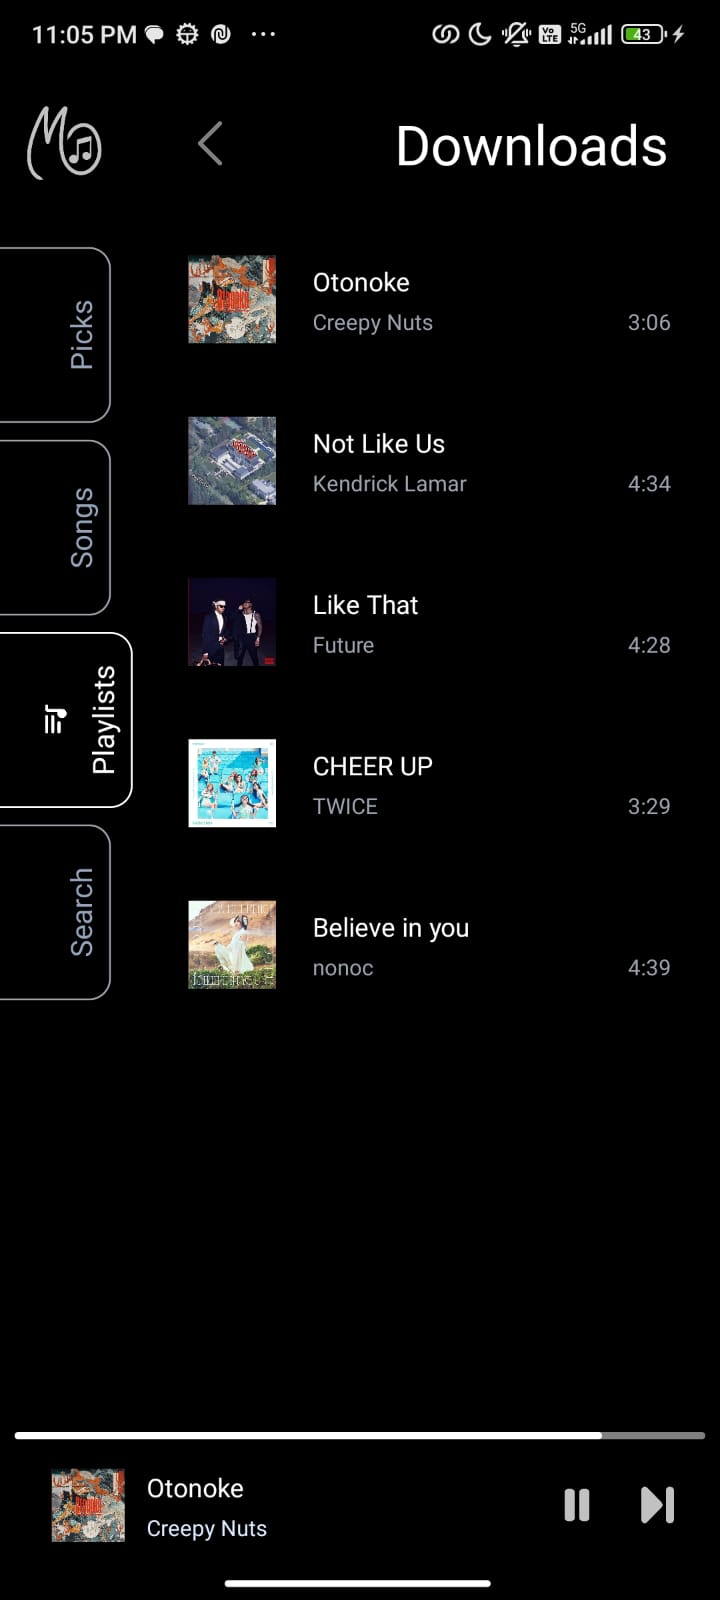 11:05 PM
Vo LTE
5G
43
Downloads
Picks
Songs
Playlists
Search
Otonoke
Creepy Nuts
3:06
Not Like Us
Kendrick Lamar
4:34
Like That
Future
4:28
CHEER UP
TWICE
3:29
Believe in you
nonoc
4:39
Otonoke
Creepy Nuts